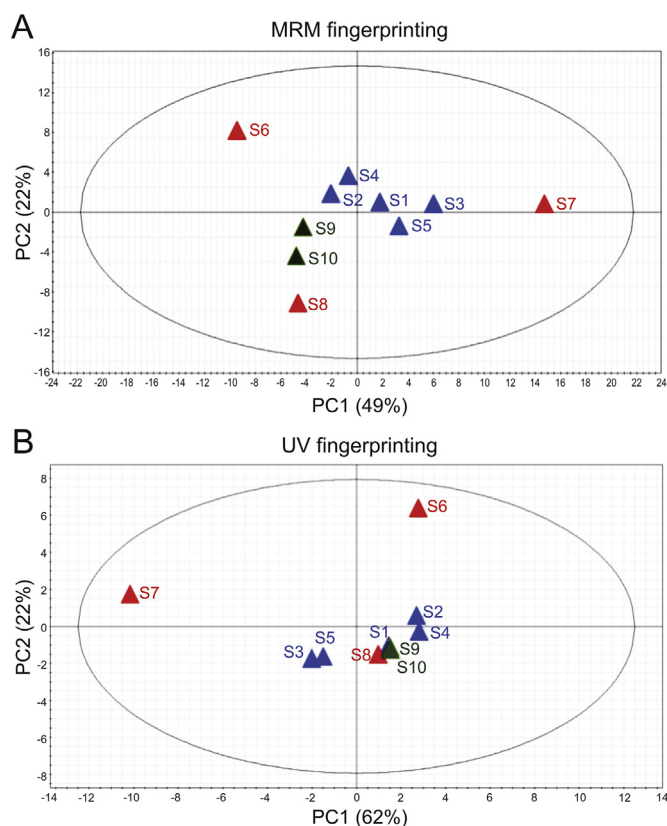 A
MRM fingerprinting
16
12
8
4
0
-4
-8
-12
-16
PC2 (22%)
S6
S4
S2
S1
S3
S7
S5
S9
S10
S8
-24 -22 -20 -18 -16 -14 -12 -10 -8 -6 -4 -2 0 2 4 6 8 10 12 14 16 18 20 22 24
PC1 (49%)
B
UV fingerprinting
8
6
4
2
0
-2
-4
-6
-8
PC2 (22%)
S6
S7
S2
S5
S1
S4
S3
S8
S9
S10
-14 -12 -10 -8 -6 -4 -2 0 2 4 6 8 10 12 14
PC1 (62%)